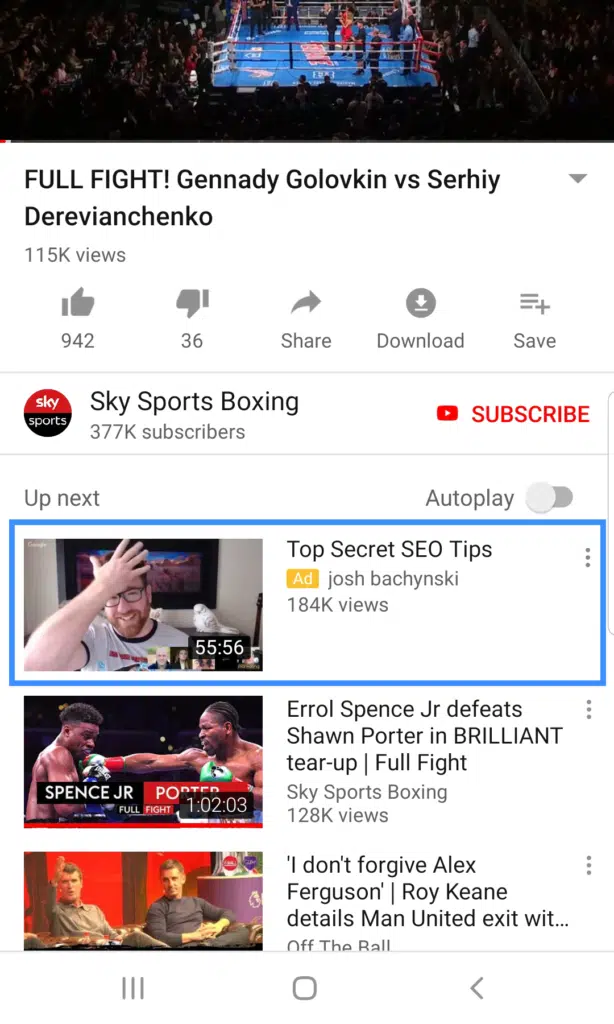 FULL FIGHT! Gennady Golovkin vs Serhiy
Derevianchenko
115K views
942
36
Share
Download
Save
sky
sports
Sky Sports Boxing
377K subscribers
SUBSCRIBE
Up next
Autoplay
Google
55:56
Top Secret SEO Tips
Ad josh bachynski
184K views
SPENCE JR PORTER
FULL FIGHT
1:02:03
Errol Spence Jr defeats
Shawn Porter in BRILLIANT
tear-up | Full Fight
Sky Sports Boxing
128K views
'I don't forgive Alex
Ferguson' | Roy Keane
details Man United exit wit...
Off The Ball